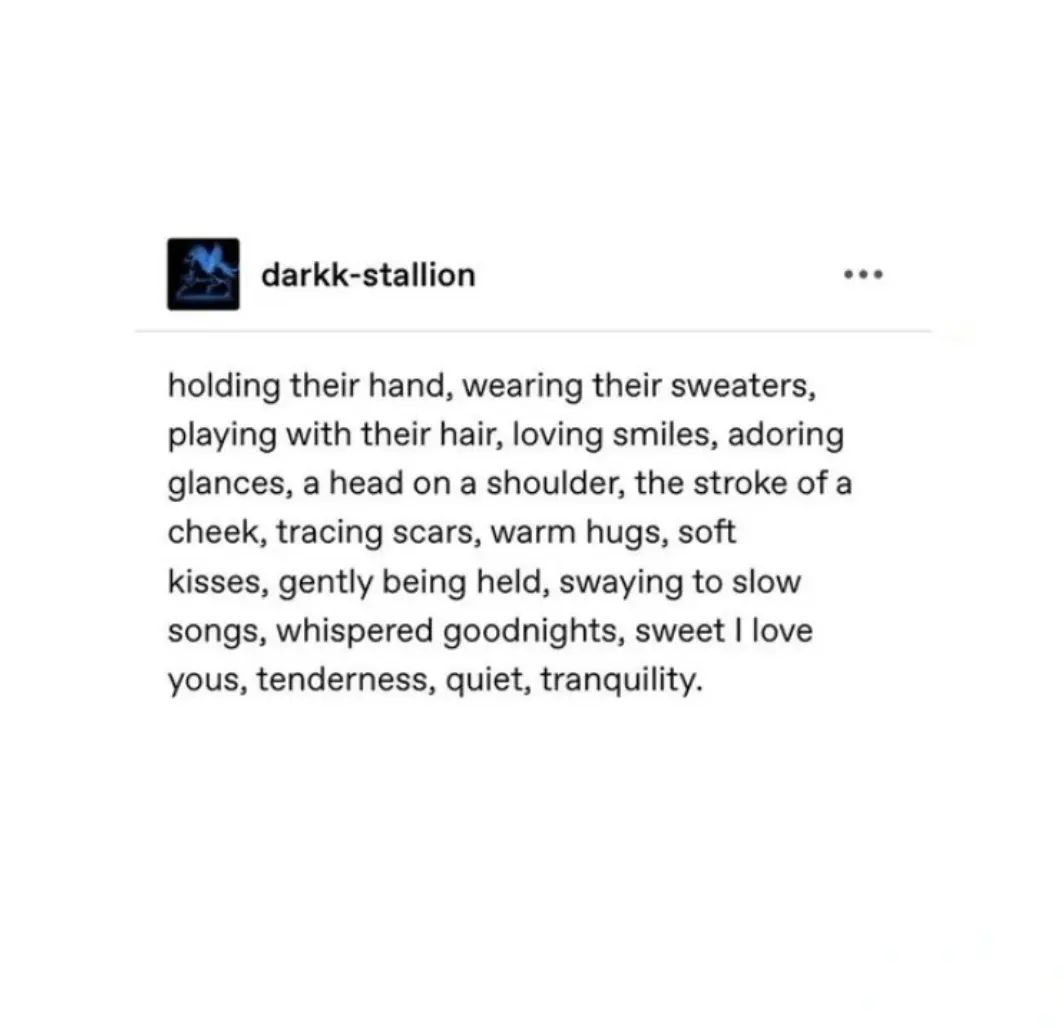 darkk-stallion
holding their hand, wearing their sweaters,
playing with their hair, loving smiles, adoring
glances, a head on a shoulder, the stroke of a
cheek, tracing scars, warm hugs, soft
kisses, gently being held, swaying to slow
songs, whispered goodnights, sweet I love
yous, tenderness, quiet, tranquility.